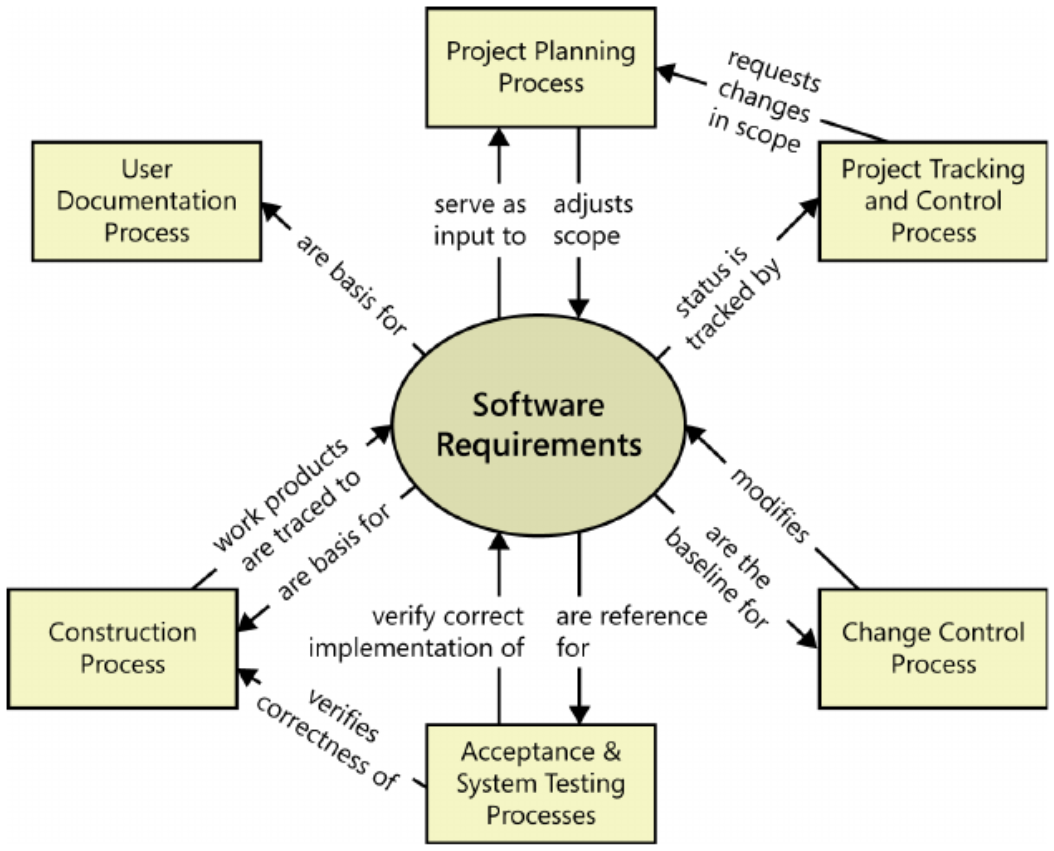 Project Planning
Process
requests
changes
in scope
User
Documentation
Process
Project Tracking
and Control
Process
serve as
input to
adjusts
scope
are basis for
status is
tracked by
Software
Requirements
work products
are traced to
are basis for
modifies
are the
baseline for
Construction
Process
verify correct
implementation of
are reference
for
Change Control
Process
verifies
correctness of
Acceptance &
System Testing
Processes